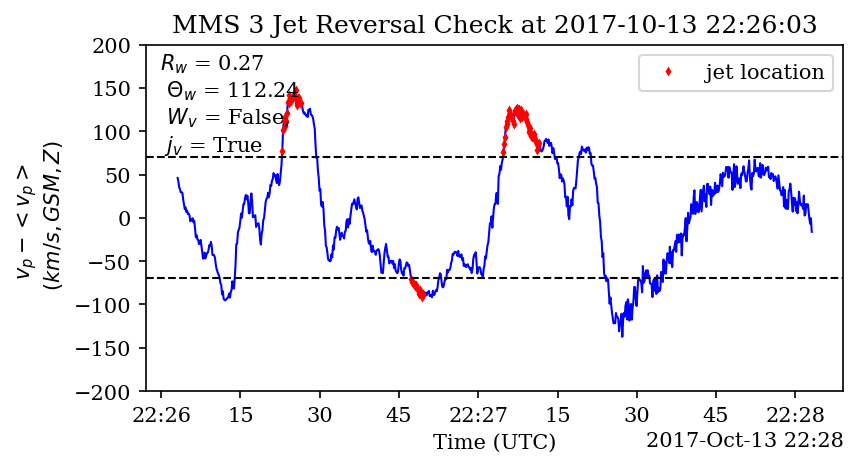 MMS 3 Jet Reversal Check at 2017-10-13 22:26:03
200
150
100
50
0
−50
−100
−150
−200
v_p − < v_p >
(km/s, GSM, Z)
R_w = 0.27
Θ_w = 112.24
W_v = False
j_v = True
jet location
22:26 15 30 45 22:27 15 30 45 22:28
Time (UTC)
2017-Oct-13 22:28